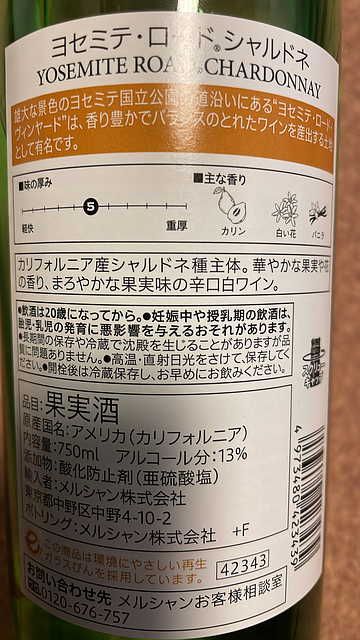 ヨセミテ・ロード®シャルドネ
YOSEMITE ROAD CHARDONNAY
雄大な景色のヨセミテ国立公園の道沿いにある"ヨセミテ・ロード・
ヴィンヤード"は、香り豊かでバランスのとれたワインを産出する土地
として有名です。
■味の厚み
■主な香り
5
軽快
重厚
カリン
白い花
バニラ
カリフォルニア産シャルドネ種主体。華やかな果実や花
の香り、まろやかな果実味の辛口白ワイン。
●飲酒は20歳になってから。●妊娠中や授乳期の飲酒は、
胎児・乳児の発育に悪影響を与えるおそれがあります。
●長期間の保存や冷蔵で沈殿を生じることがありますが品
質に問題ありません。●高温・直射日光をさけて、保存してく
ださい。●開栓後は冷蔵保存し、お早めにお飲みください。
スクリュー
キャップ
品目:果実酒
原産国名:アメリカ(カリフォルニア)
内容量:750ml アルコール分:13%
添加物:酸化防止剤(亜硫酸塩)
輸入者:メルシャン株式会社
東京都中野区中野4-10-2
ボトリング:メルシャン株式会社 +F
4973480423439
この商品は環境にやさしい再生
ガラスびんを採用しています。
42343
お問い合わせ先 メルシャンお客様相談室
0120-676-757